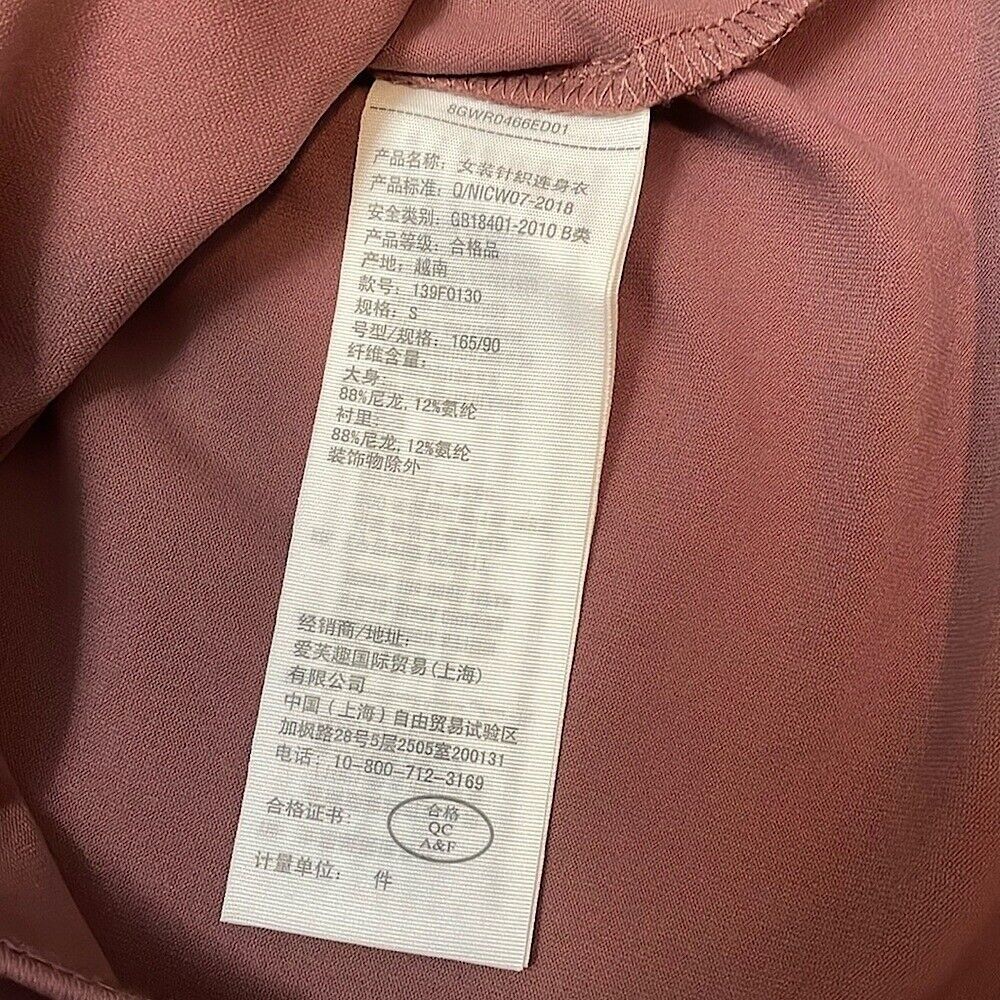 8GWR0466ED01
产品名称: 女装针织连身衣
产品标准: Q/NICW07-2018
安全类别: GB18401-2010 B类
产品等级: 合格品
产地: 越南
款号: 139F0130
规格: S
号型/规格: 165/90
纤维含量:
大身:
88%尼龙, 12%氨纶
衬里:
88%尼龙, 12%氨纶
装饰物除外
经销商/地址:
爱芙趣国际贸易(上海)
有限公司
中国(上海)自由贸易试验区
加枫路28号5层2505室200131
电话: 10-800-712-3169
合格证书:
合格
QC
A&F
计量单位: 件